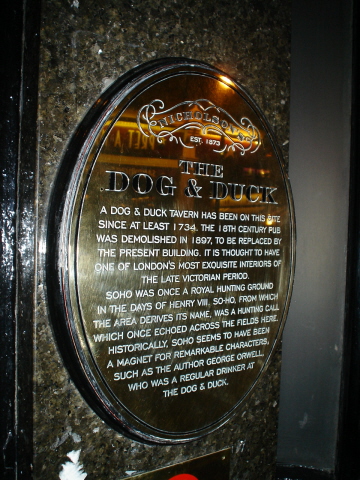 NICHOLSON'S
EST. 1873
THE
DOG & DUCK
A DOG & DUCK TAVERN HAS BEEN ON THIS SITE
SINCE AT LEAST 1734. THE 18TH CENTURY PUB
WAS DEMOLISHED IN 1897, TO BE REPLACED BY
THE PRESENT BUILDING. IT IS THOUGHT TO HAVE
ONE OF LONDON'S MOST EXQUISITE INTERIORS OF
THE LATE VICTORIAN PERIOD.
SOHO WAS ONCE A ROYAL HUNTING GROUND
IN THE DAYS OF HENRY VIII. SO-HO, FROM WHICH
THE AREA DERIVES ITS NAME, WAS A HUNTING CALL
WHICH ONCE ECHOED ACROSS THE FIELDS HERE.
HISTORICALLY, SOHO SEEMS TO HAVE BEEN
A MAGNET FOR REMARKABLE CHARACTERS,
SUCH AS THE AUTHOR GEORGE ORWELL,
WHO WAS A REGULAR DRINKER AT
THE DOG & DUCK.